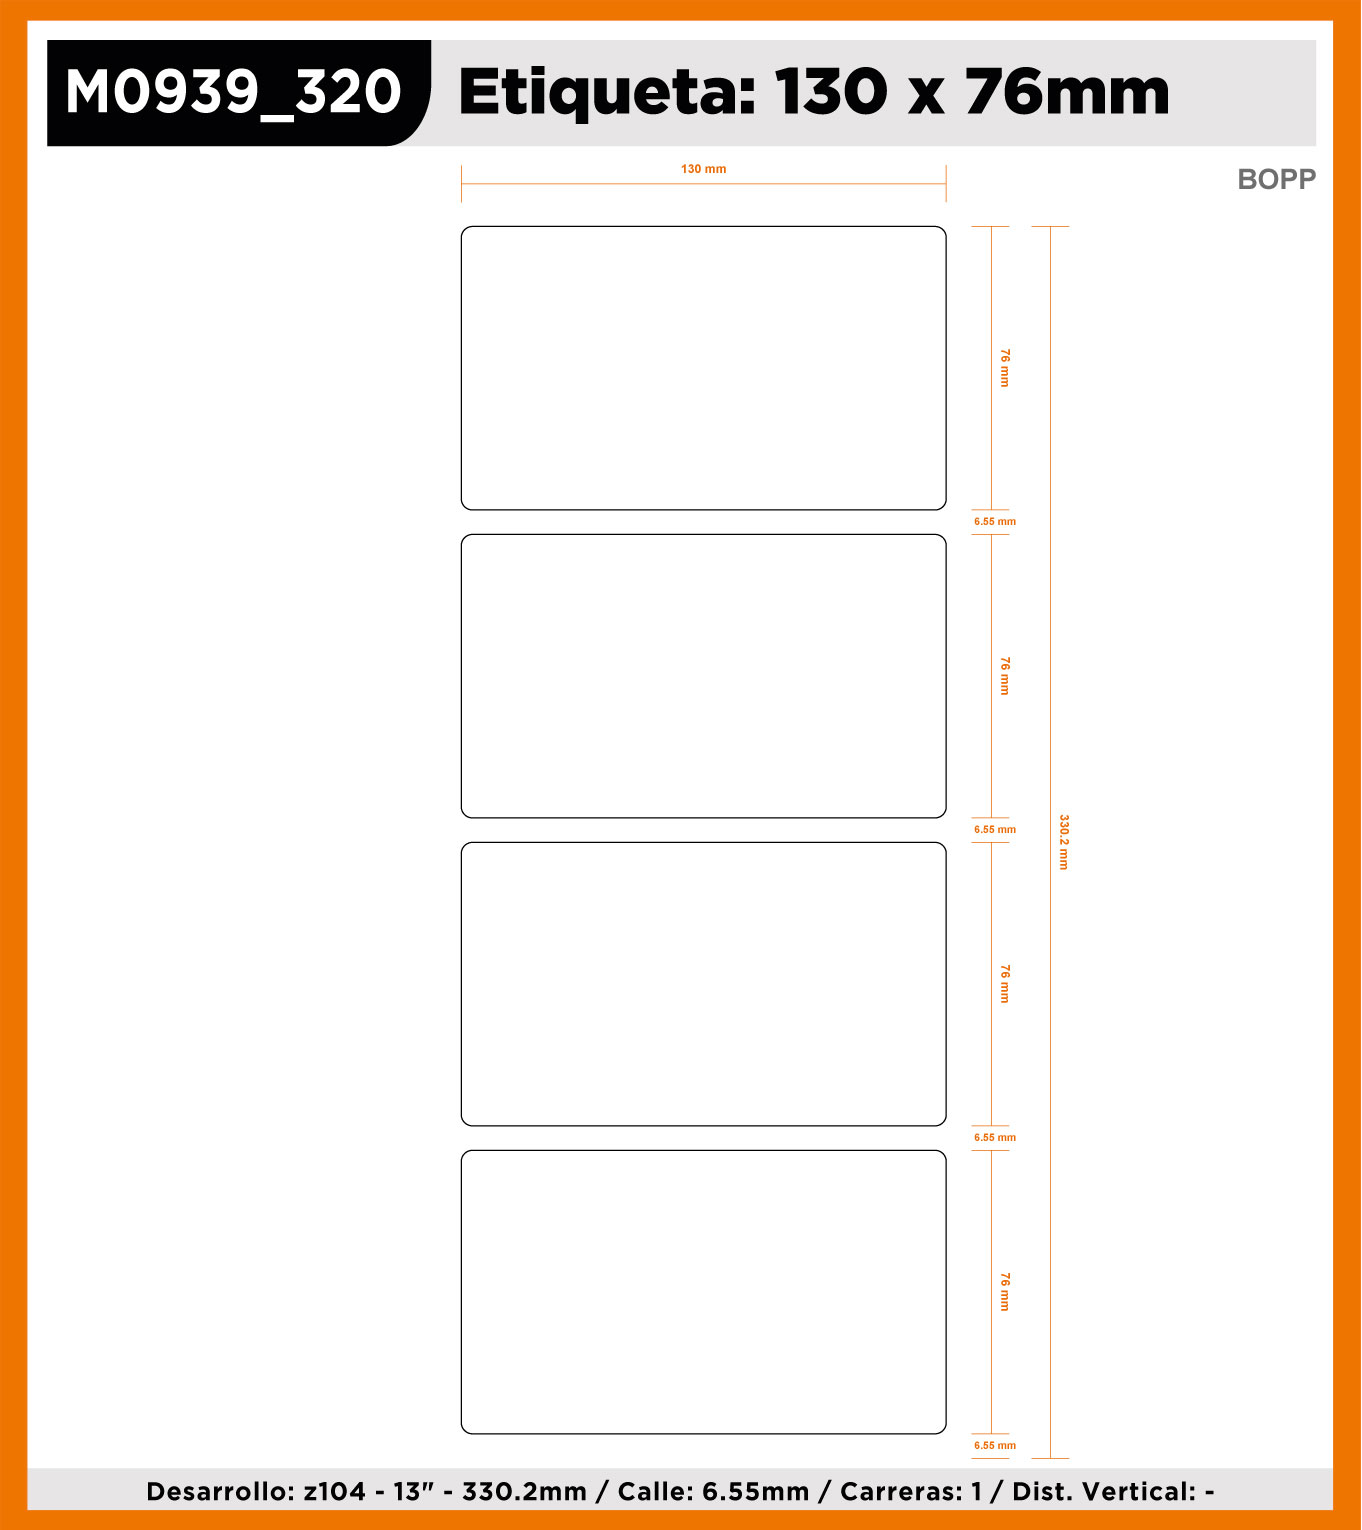 M0939_320
Etiqueta: 130 x 76mm
130 mm
BOPP
76 mm
6.55 mm
76 mm
6.55 mm
330.2 mm
76 mm
6.55 mm
76 mm
6.55 mm
Desarrollo: z104 - 13" - 330.2mm / Calle: 6.55mm / Carreras: 1 / Dist. Vertical: -